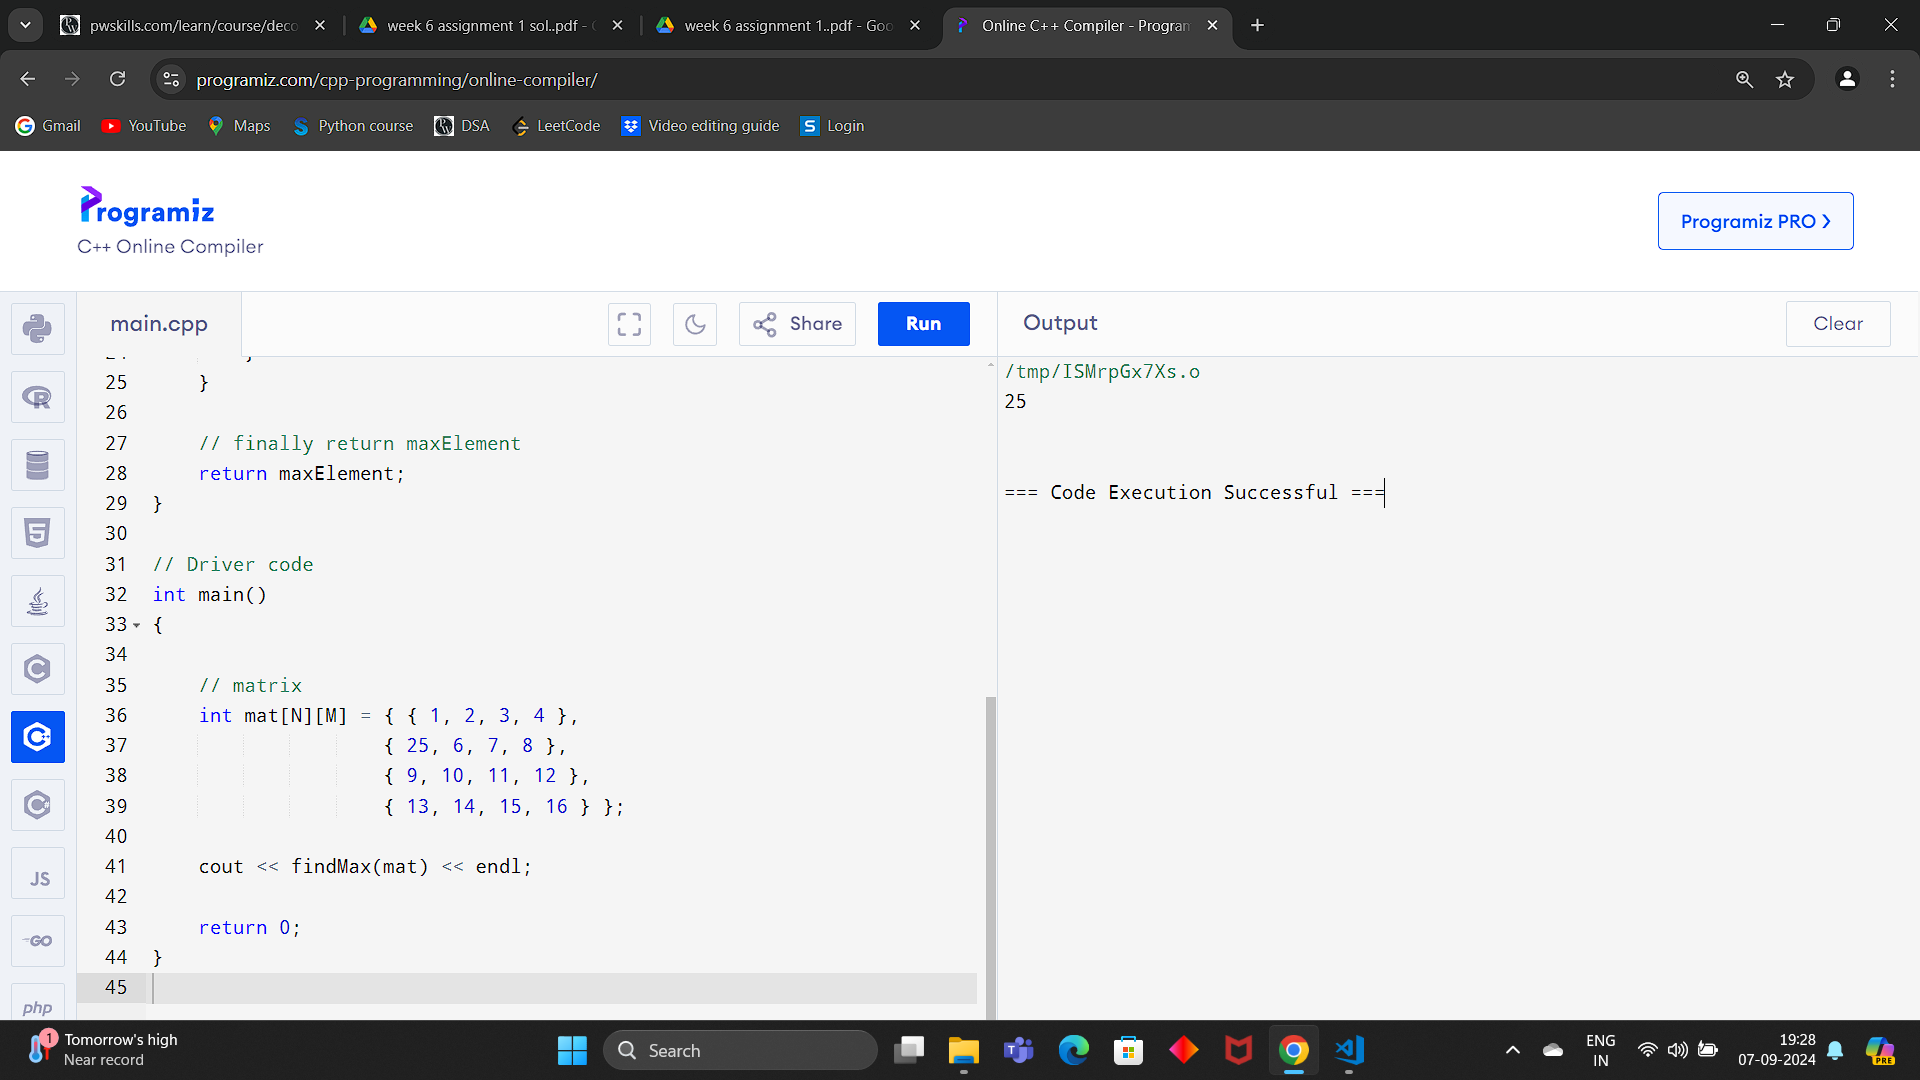 pwskills.com/learn/course/deco
week 6 assignment 1 sol..pdf -
week 6 assignment 1..pdf - Goo
Online C++ Compiler - Program
programiz.com/cpp-programming/online-compiler/
Gmail
YouTube
Maps
Python course
DSA
LeetCode
Video editing guide
Login
Programiz
C++ Online Compiler
Programiz PRO
main.cpp
Share
Run
Output
Clear
25 }
26
27 // finally return maxElement
28 return maxElement;
29 }
30
31 // Driver code
32 int main()
33 {
34
35 // matrix
36 int mat[N][M] = { { 1, 2, 3, 4 },
37 { 25, 6, 7, 8 },
38 { 9, 10, 11, 12 },
39 { 13, 14, 15, 16 } };
40
41 cout << findMax(mat) << endl;
42
43 return 0;
44 }
45
/tmp/ISMrpGx7Xs.o
25
=== Code Execution Successful ===
JS
GO
php
1
Tomorrow's high
Near record
Search
ENG
IN
19:28
07-09-2024
PRE